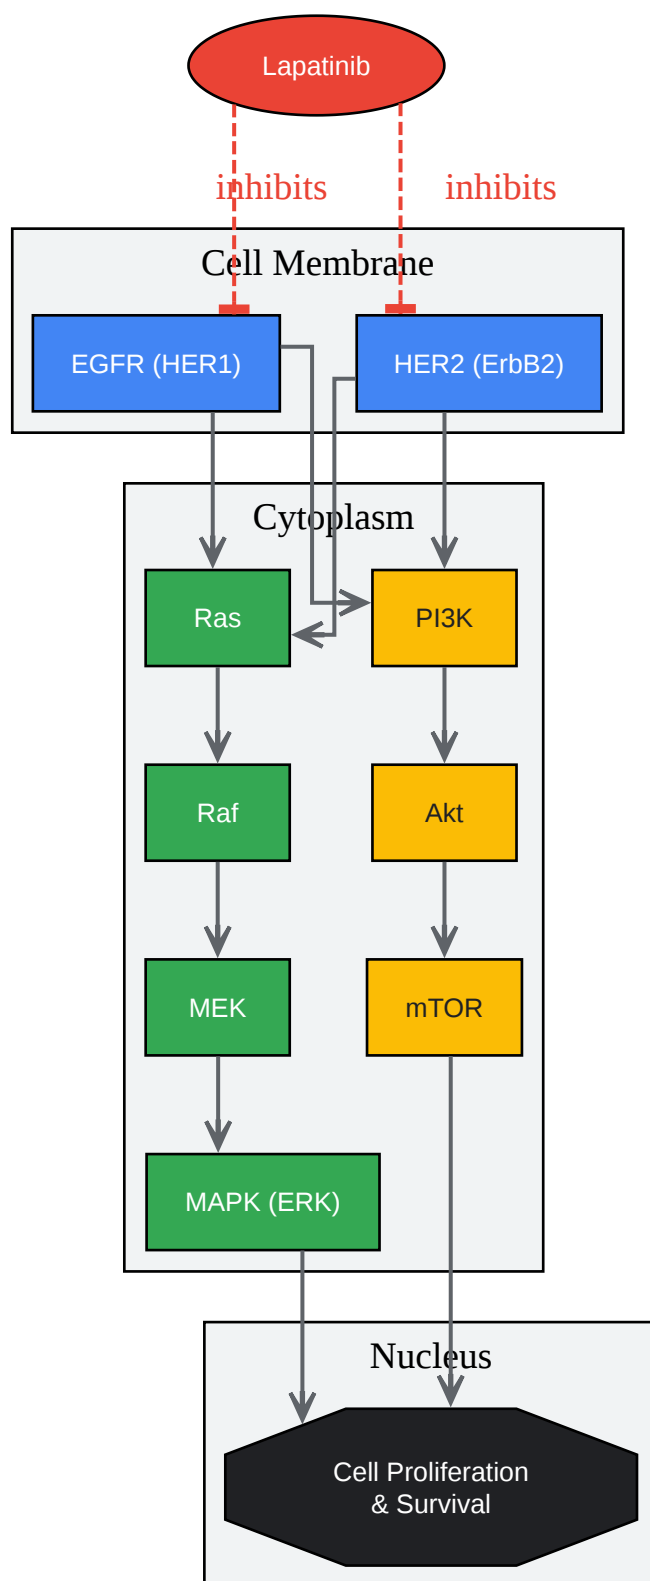 Lapatinib
inhibits
inhibits
Cell Membrane
EGFR (HER1)
HER2 (ErbB2)
Cytoplasm
Ras
PI3K
Raf
Akt
MEK
mTOR
MAPK (ERK)
Nucleus
Cell Proliferation
& Survival